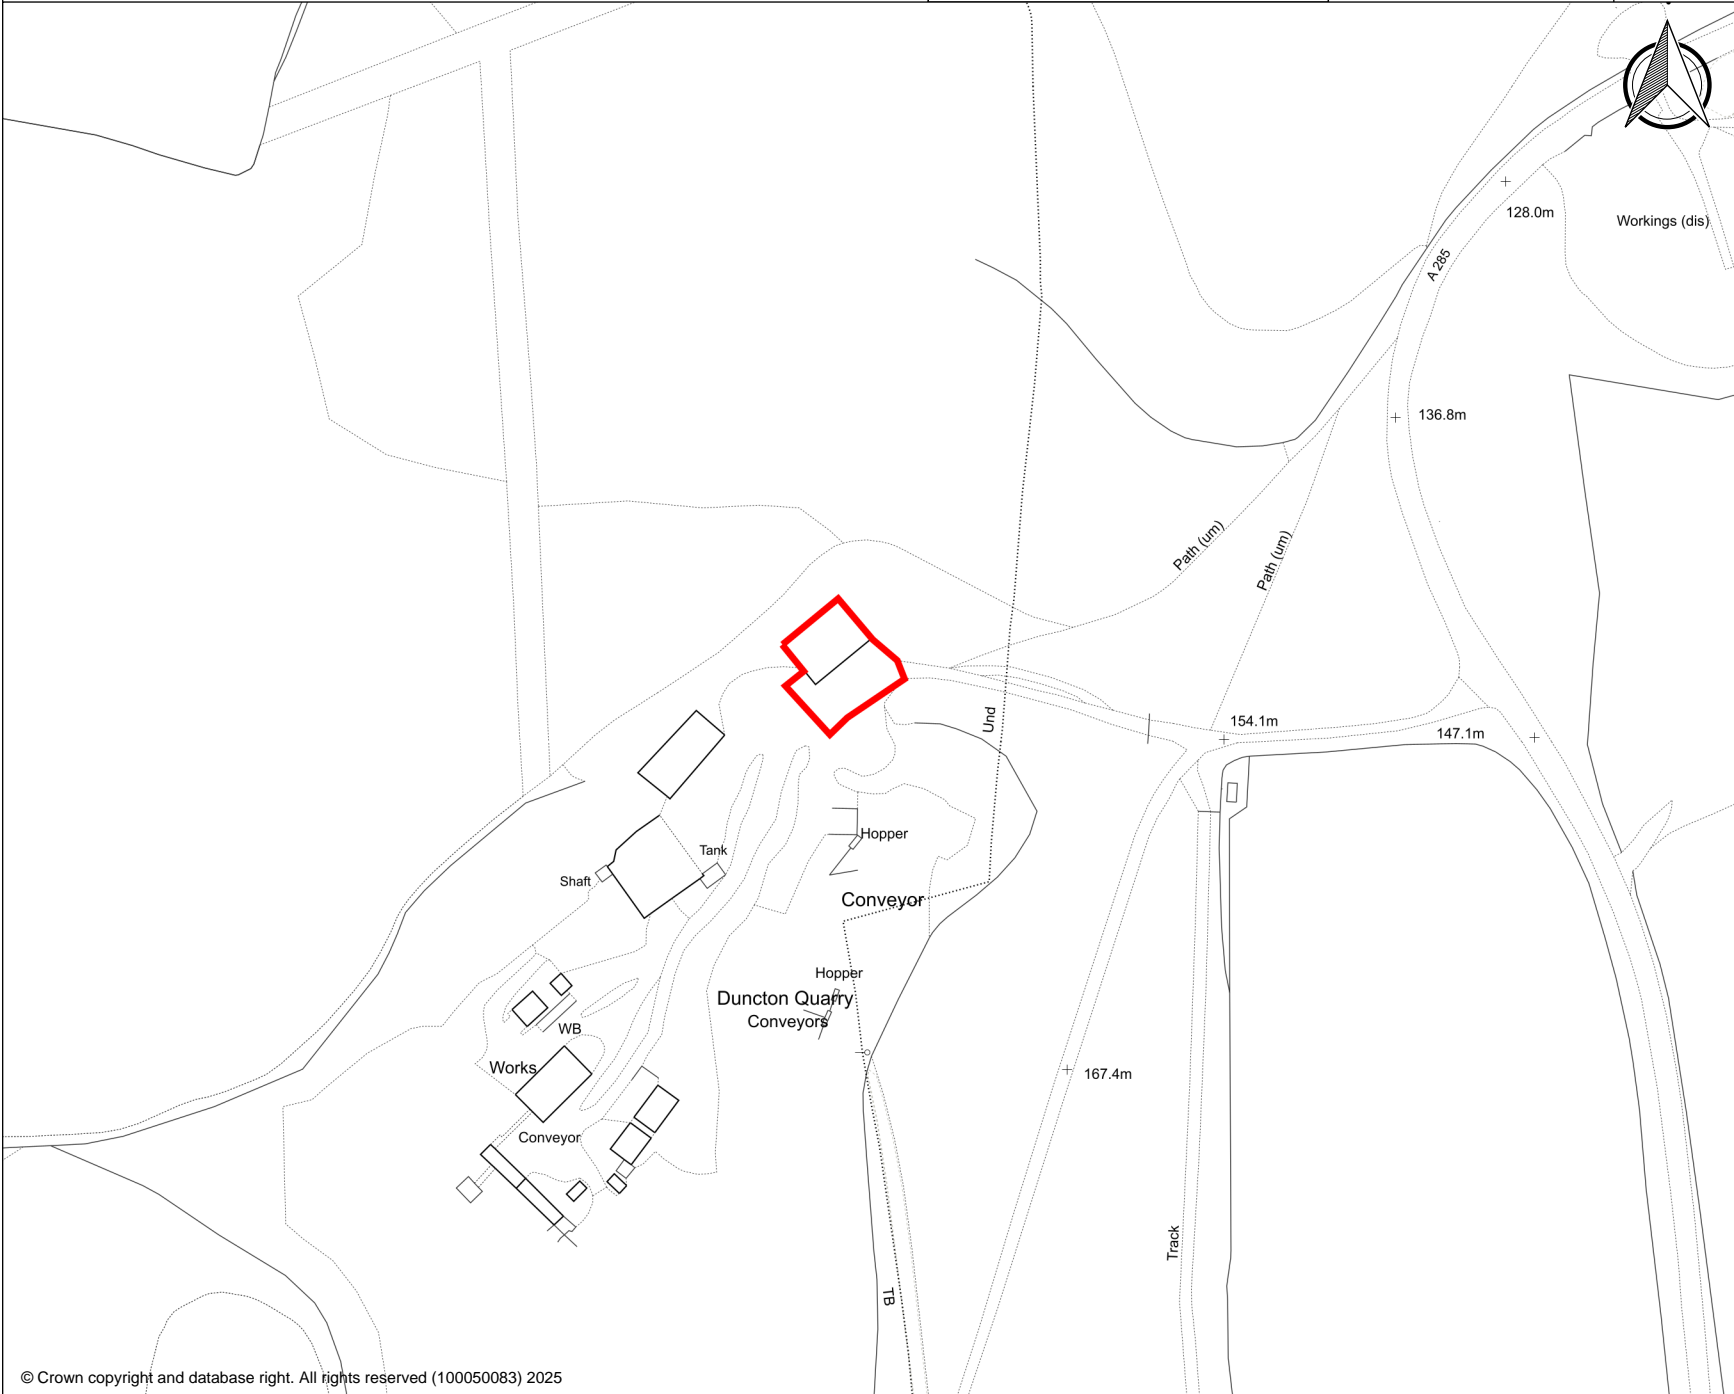 128.0m
Workings (dis)
A 285
136.8m
Path (um)
Path (um)
Und
154.1m
147.1m
Hopper
Tank
Shaft
Conveyor
Hopper
Duncton Quarry
Conveyors
WB
Works
167.4m
Conveyor
Track
TB
© Crown copyright and database right. All rights reserved (100050083) 2025